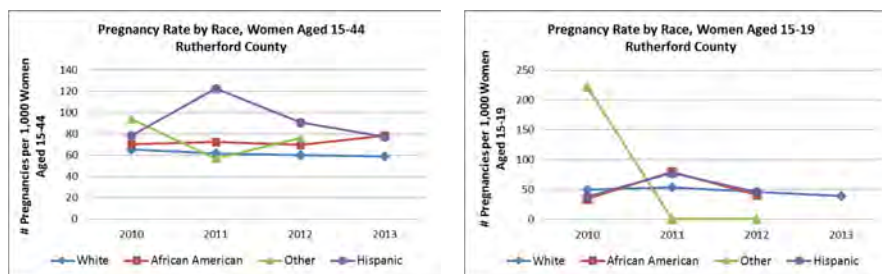 Pregnancy Rate by Race, Women Aged 15-44
Rutherford County
# Pregnancies per 1,000 Women
Aged 15-44
140
120
100
80
60
40
20
0
2010 2011 2012 2013
White African American Other Hispanic
Pregnancy Rate by Race, Women Aged 15-19
Rutherford County
# Pregnancies per 1,000 Women
Aged 15-19
250
200
150
100
50
0
2010 2011 2012 2013
White African American Other Hispanic